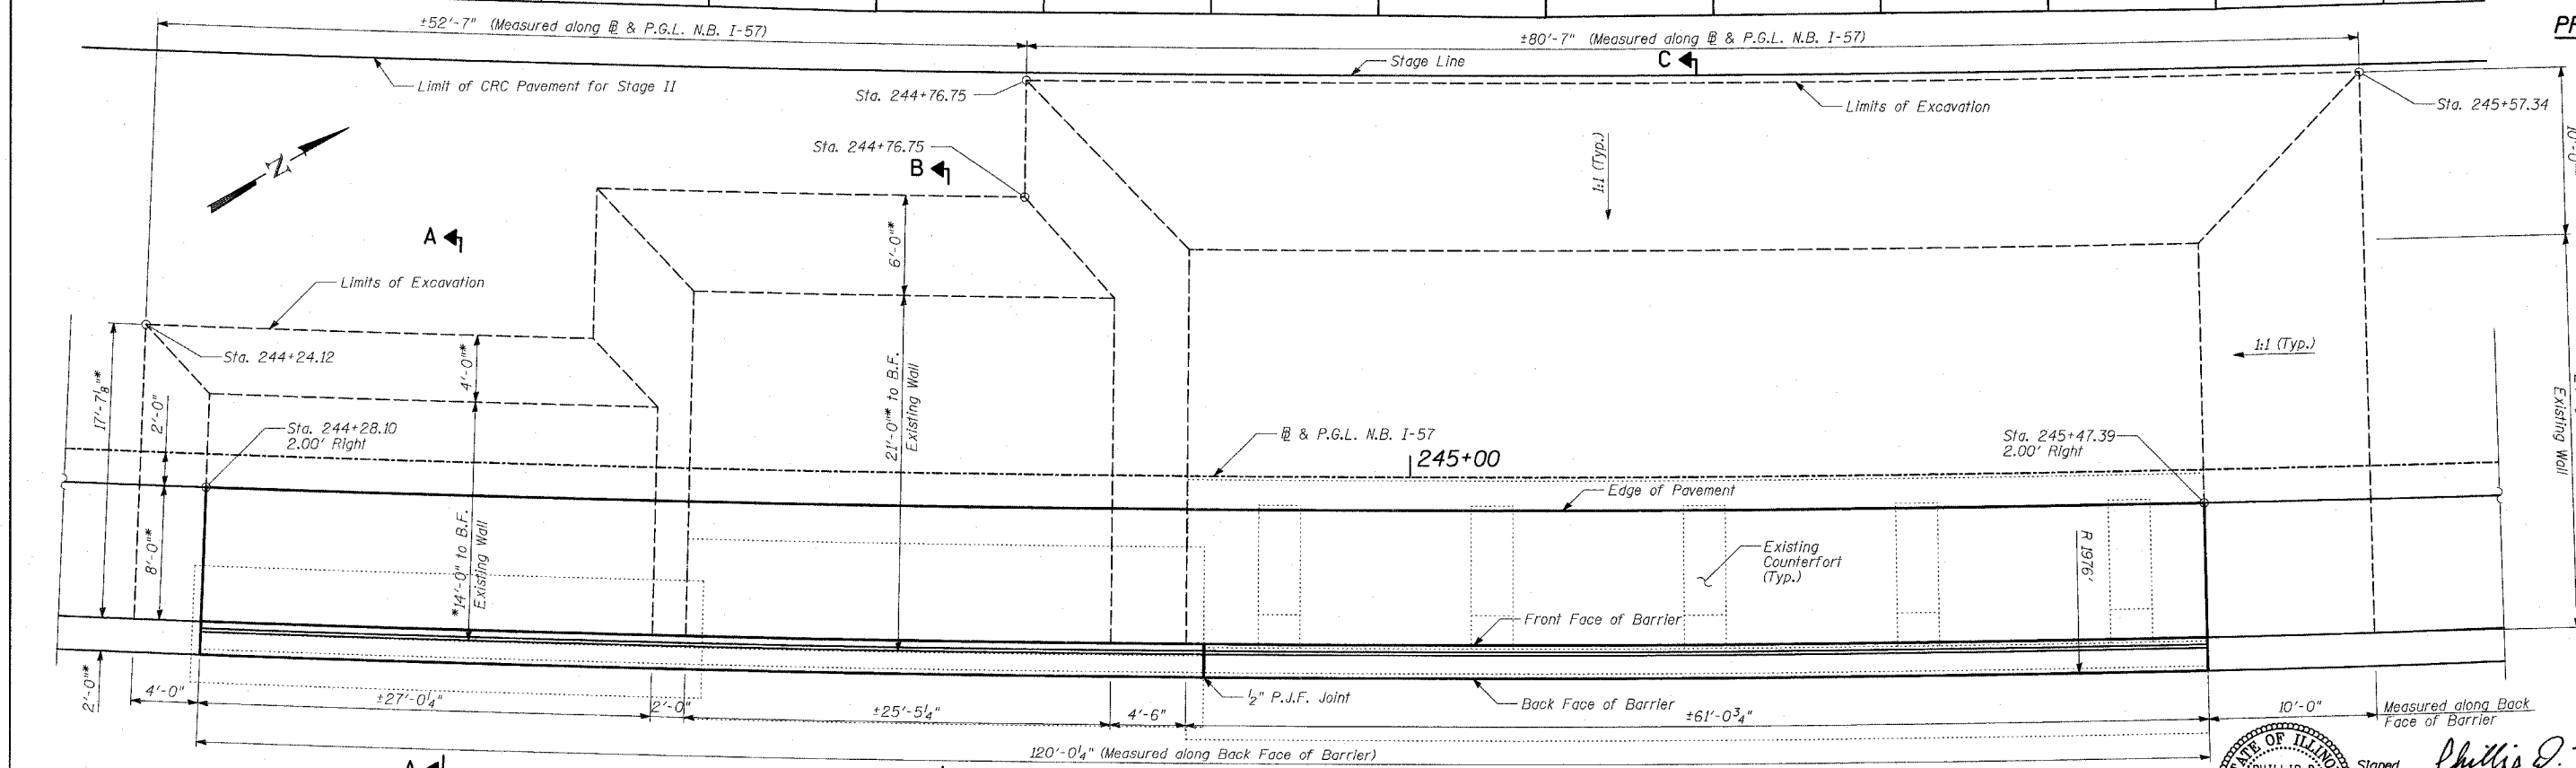 ±52'-7" (Measured along ℄ & P.G.L. N.B. I-57)
±80'-7" (Measured along ℄ & P.G.L. N.B. I-57)
Limit of CRC Pavement for Stage II
Stage Line
C
Sta. 244+76.75
Limits of Excavation
Sta. 245+57.34
10'-0"
N
Sta. 244+76.75
B
1:1 (Typ.)
A
6'-0"*
Limits of Excavation
Sta. 244+24.12
4'-0"*
1:1 (Typ.)
17'-7⅛"*
2'-0"
21'-0"* to B.F.
Existing Wall
Existing Wall
Sta. 244+28.10
2.00' Right
℄ & P.G.L. N.B. I-57
245+00
Sta. 245+47.39
2.00' Right
Edge of Pavement
8'-0"*
*14'-0" to B.F.
Existing Wall
Existing
Counterfort
(Typ.)
R 1976'
Front Face of Barrier
2'-0"*
4'-0"
±27'-0¼"
2'-0"
±25'-5¼"
4'-6"
½" P.J.F. Joint
Back Face of Barrier
±61'-0¾"
10'-0"
Measured along Back
Face of Barrier
120'-0¼" (Measured along Back Face of Barrier)
A
STATE OF ILLINO
Signed
Phillip D.